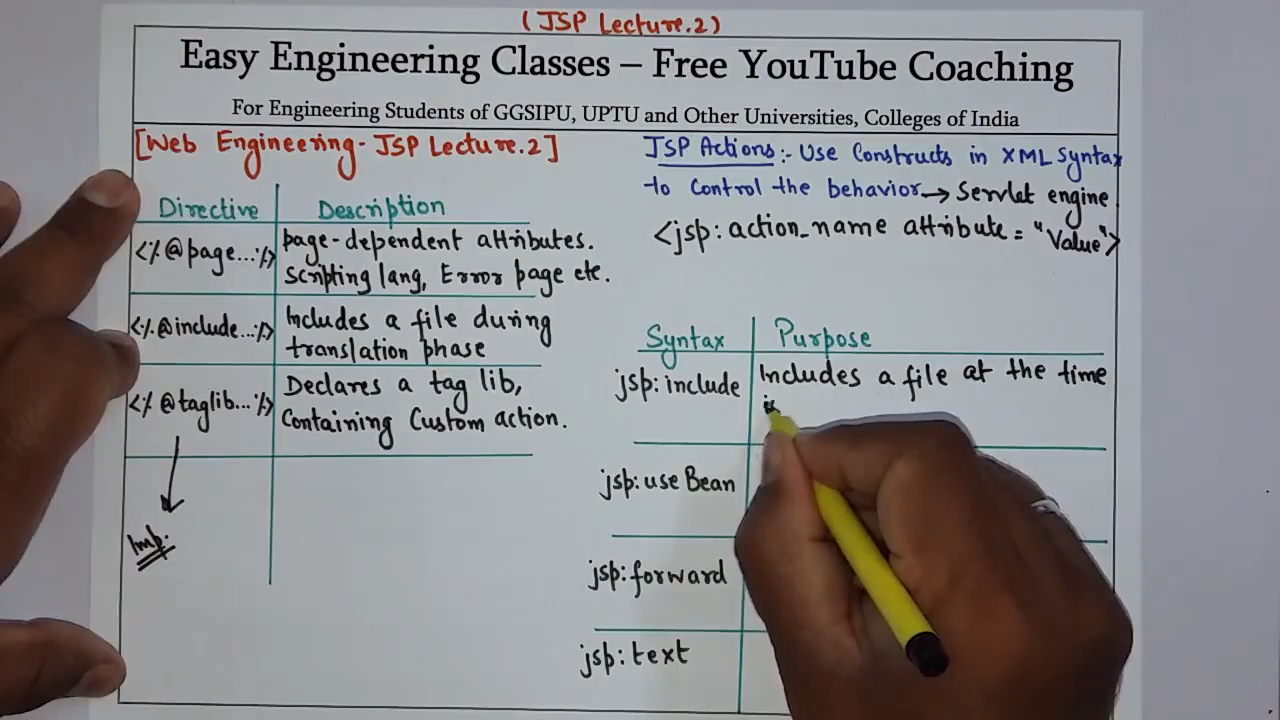 (JSP Lecture.2)
Easy Engineering Classes – Free YouTube Coaching
For Engineering Students of GGSIPU, UPTU and Other Universities, Colleges of India
[Web Engineering- JSP Lecture.2]
Directive Description
<%@page...%> page-dependent attributes.
scripting lang, Error page etc.
<%@include...%> Includes a file during
translation phase
<%@taglib...%> Declares a tag lib,
Containing Custom action.
Imp.
JSP Actions:- Use Constructs in XML Syntax
to control the behavior → Servlet engine.
<jsp: action_name attribute = "Value">
Syntax Purpose
jsp: include Includes a file at the time
jsp: use Bean
jsp: forward
jsp: text